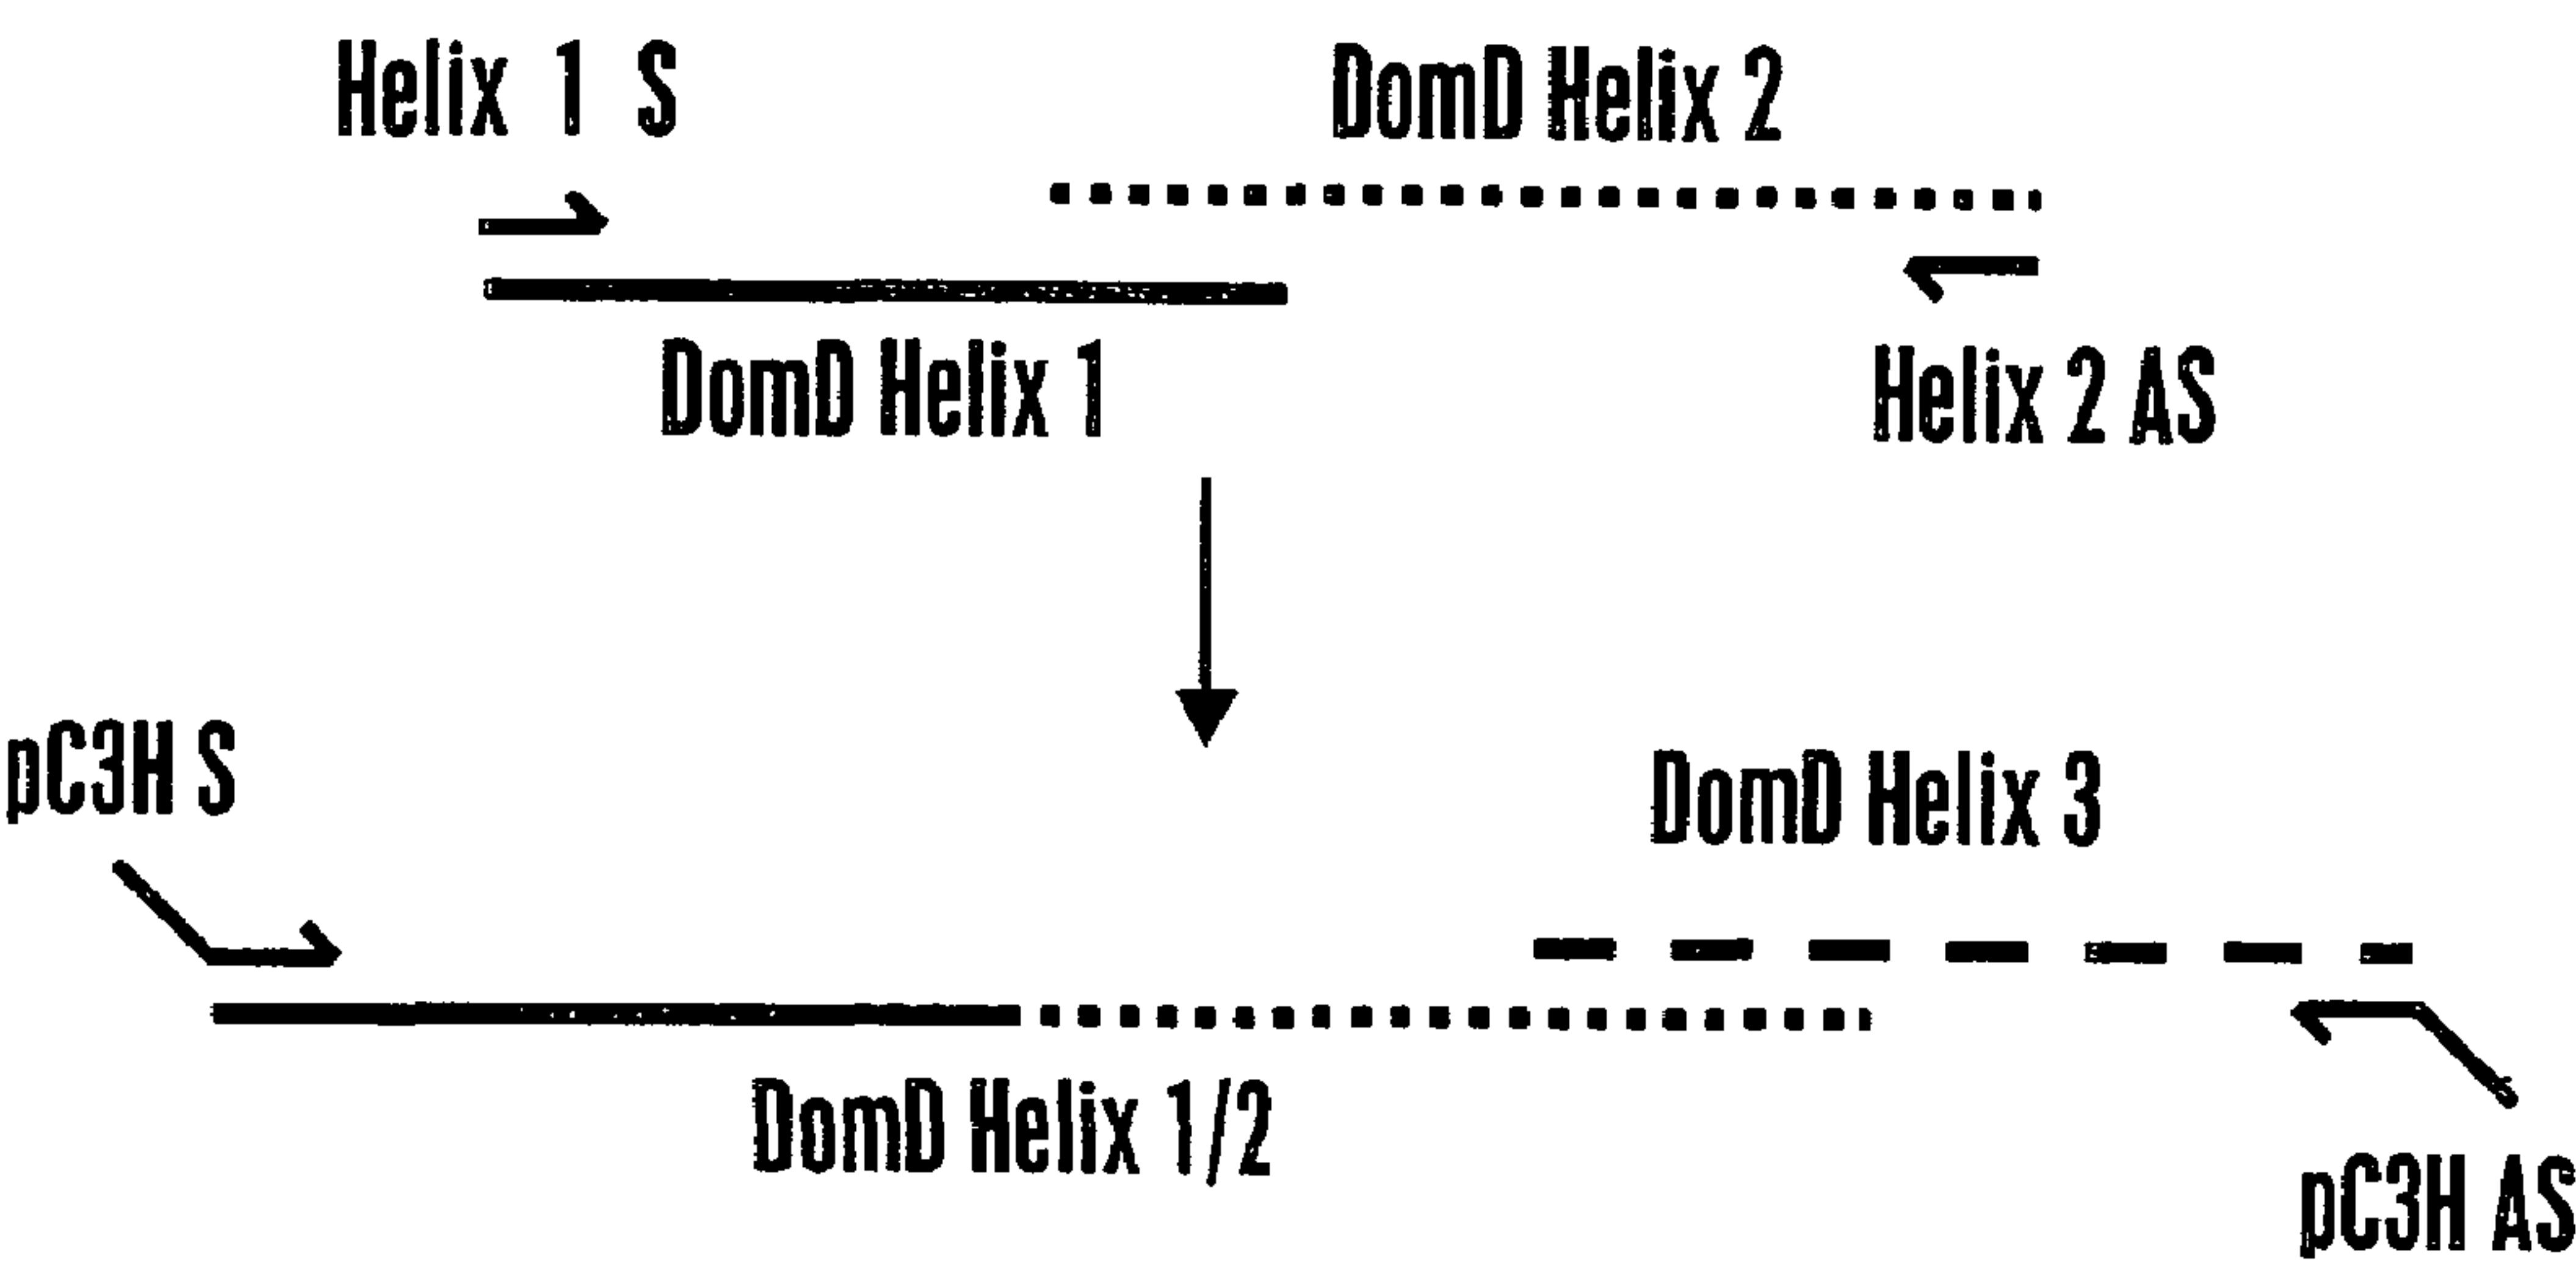 Helix 1 S
DomD Helix 2
DomD Helix 1
Helix 2 AS
pC3H S
DomD Helix 3
DomD Helix 1/2
pC3H AS